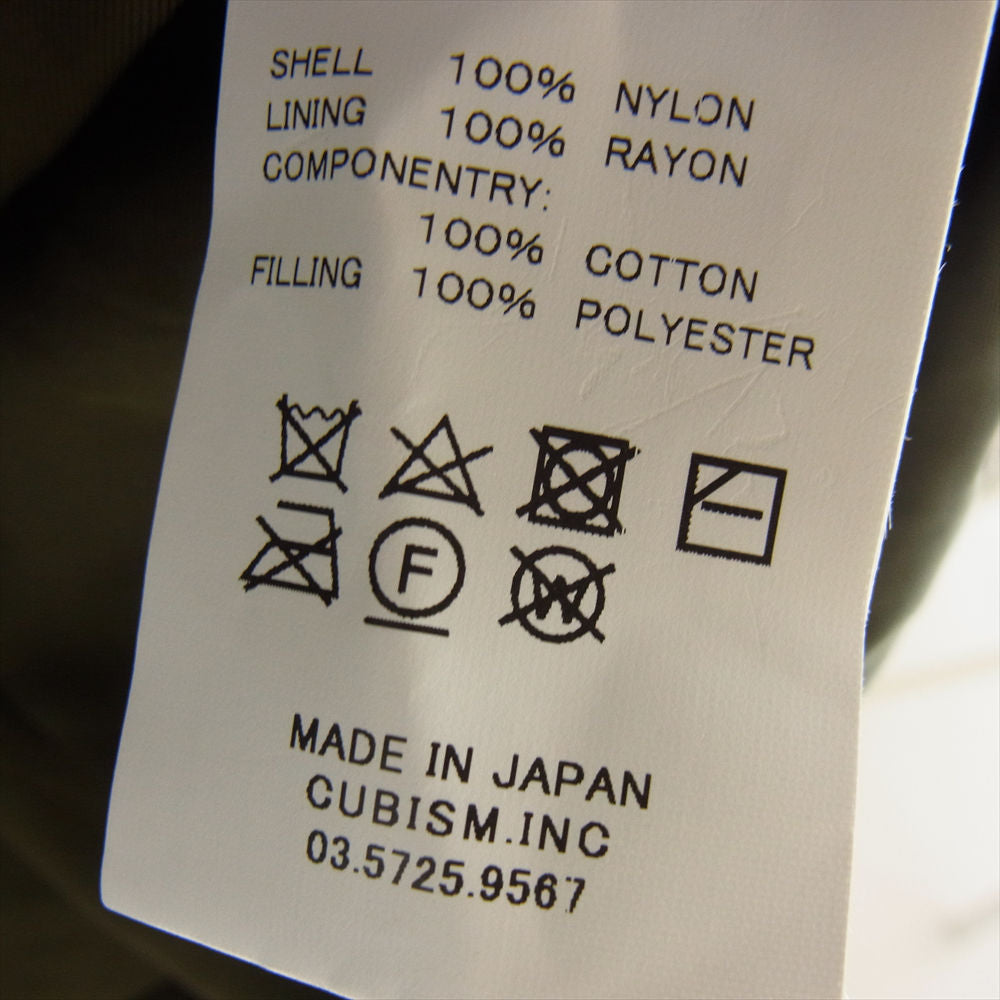 SHELL 100% NYLON
LINING 100% RAYON
COMPONENTRY:
100% COTTON
FILLING 100% POLYESTER
F
W
MADE IN JAPAN
CUBISM.INC
03.5725.9567